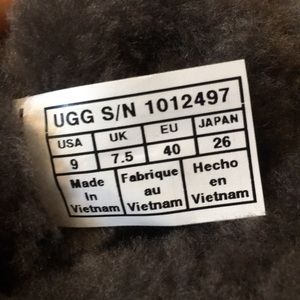 UGG S/N 1012497
USA UK EU JAPAN
9 7.5 40 26
Made Fabrique Hecho
In au en
Vietnam Vietnam Vietnam